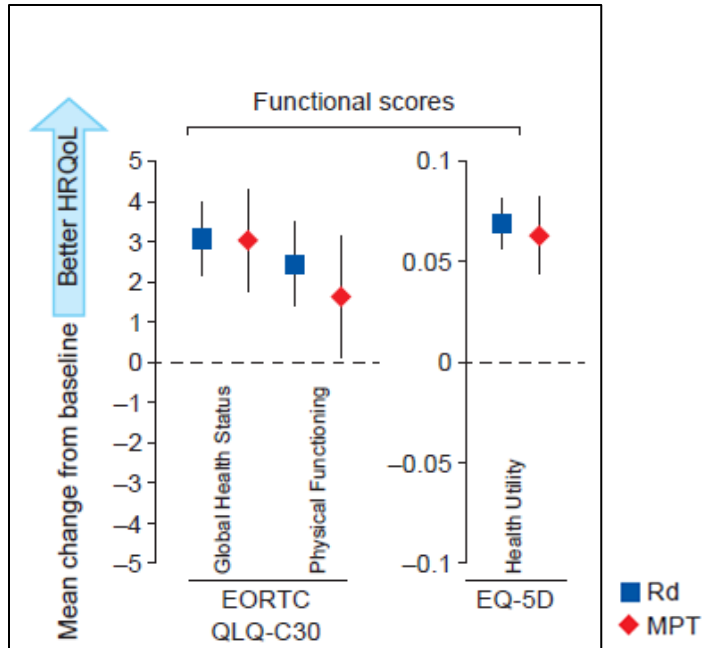 Functional scores
Better HRQoL
Mean change from baseline
5
4
3
2
1
0
–1
–2
–3
–4
–5
Global Health Status
Physical Functioning
EORTC
QLQ-C30
0.1
0.05
0
–0.05
–0.1
Health Utility
EQ-5D
Rd
MPT